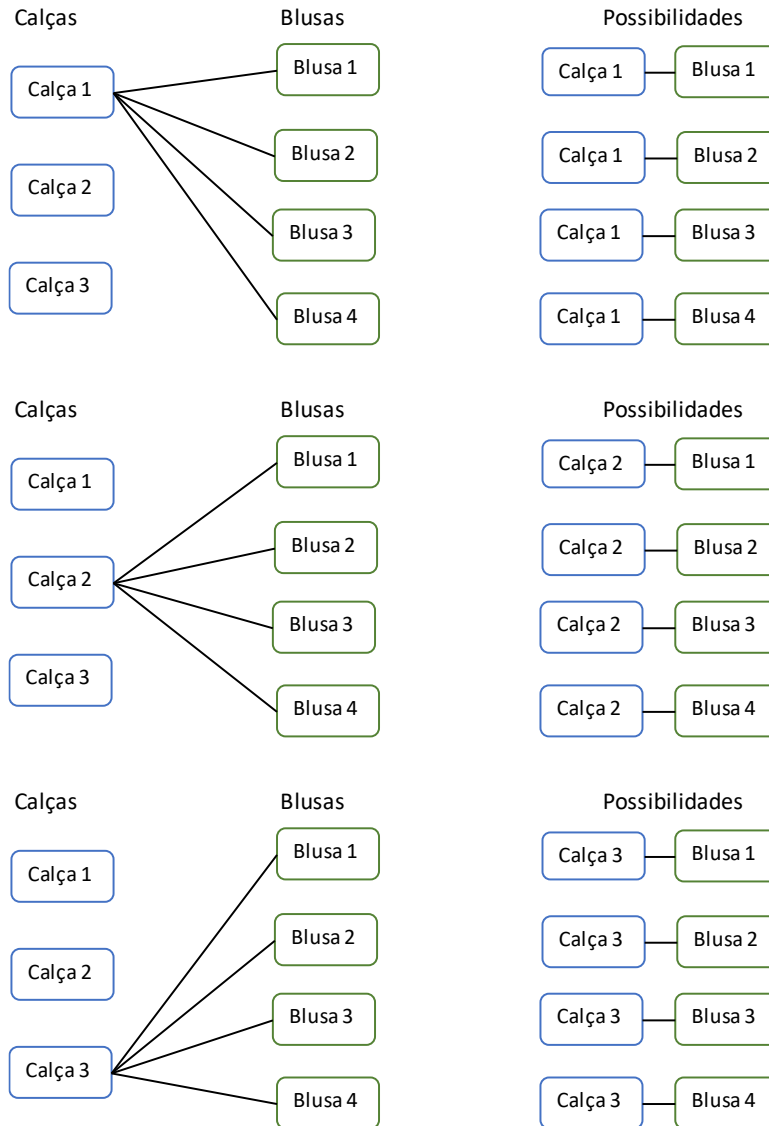 Calças Blusas Possibilidades
Calça 1 Blusa 1 Calça 1 Blusa 1
Calça 2 Blusa 2 Calça 1 Blusa 2
Calça 3 Blusa 3 Calça 1 Blusa 3
Blusa 4 Calça 1 Blusa 4
Calças Blusas Possibilidades
Calça 1 Blusa 1 Calça 2 Blusa 1
Calça 2 Blusa 2 Calça 2 Blusa 2
Calça 3 Blusa 3 Calça 2 Blusa 3
Blusa 4 Calça 2 Blusa 4
Calças Blusas Possibilidades
Calça 1 Blusa 1 Calça 3 Blusa 1
Calça 2 Blusa 2 Calça 3 Blusa 2
Calça 3 Blusa 3 Calça 3 Blusa 3
Blusa 4 Calça 3 Blusa 4